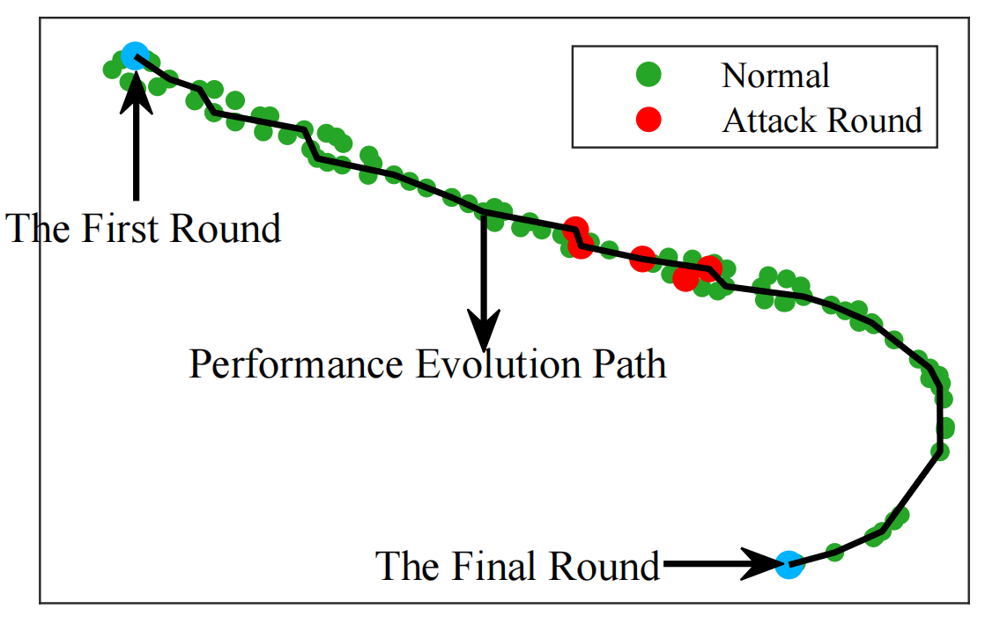 Normal
Attack Round
The First Round
Performance Evolution Path
The Final Round